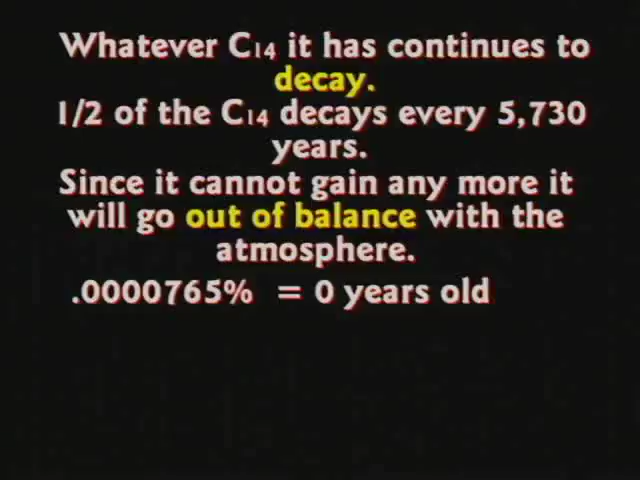 Whatever C14 it has continues to
decay.
1/2 of the C14 decays every 5,730
years.
Since it cannot gain any more it
will go out of balance with the
atmosphere.
.0000765% = 0 years old